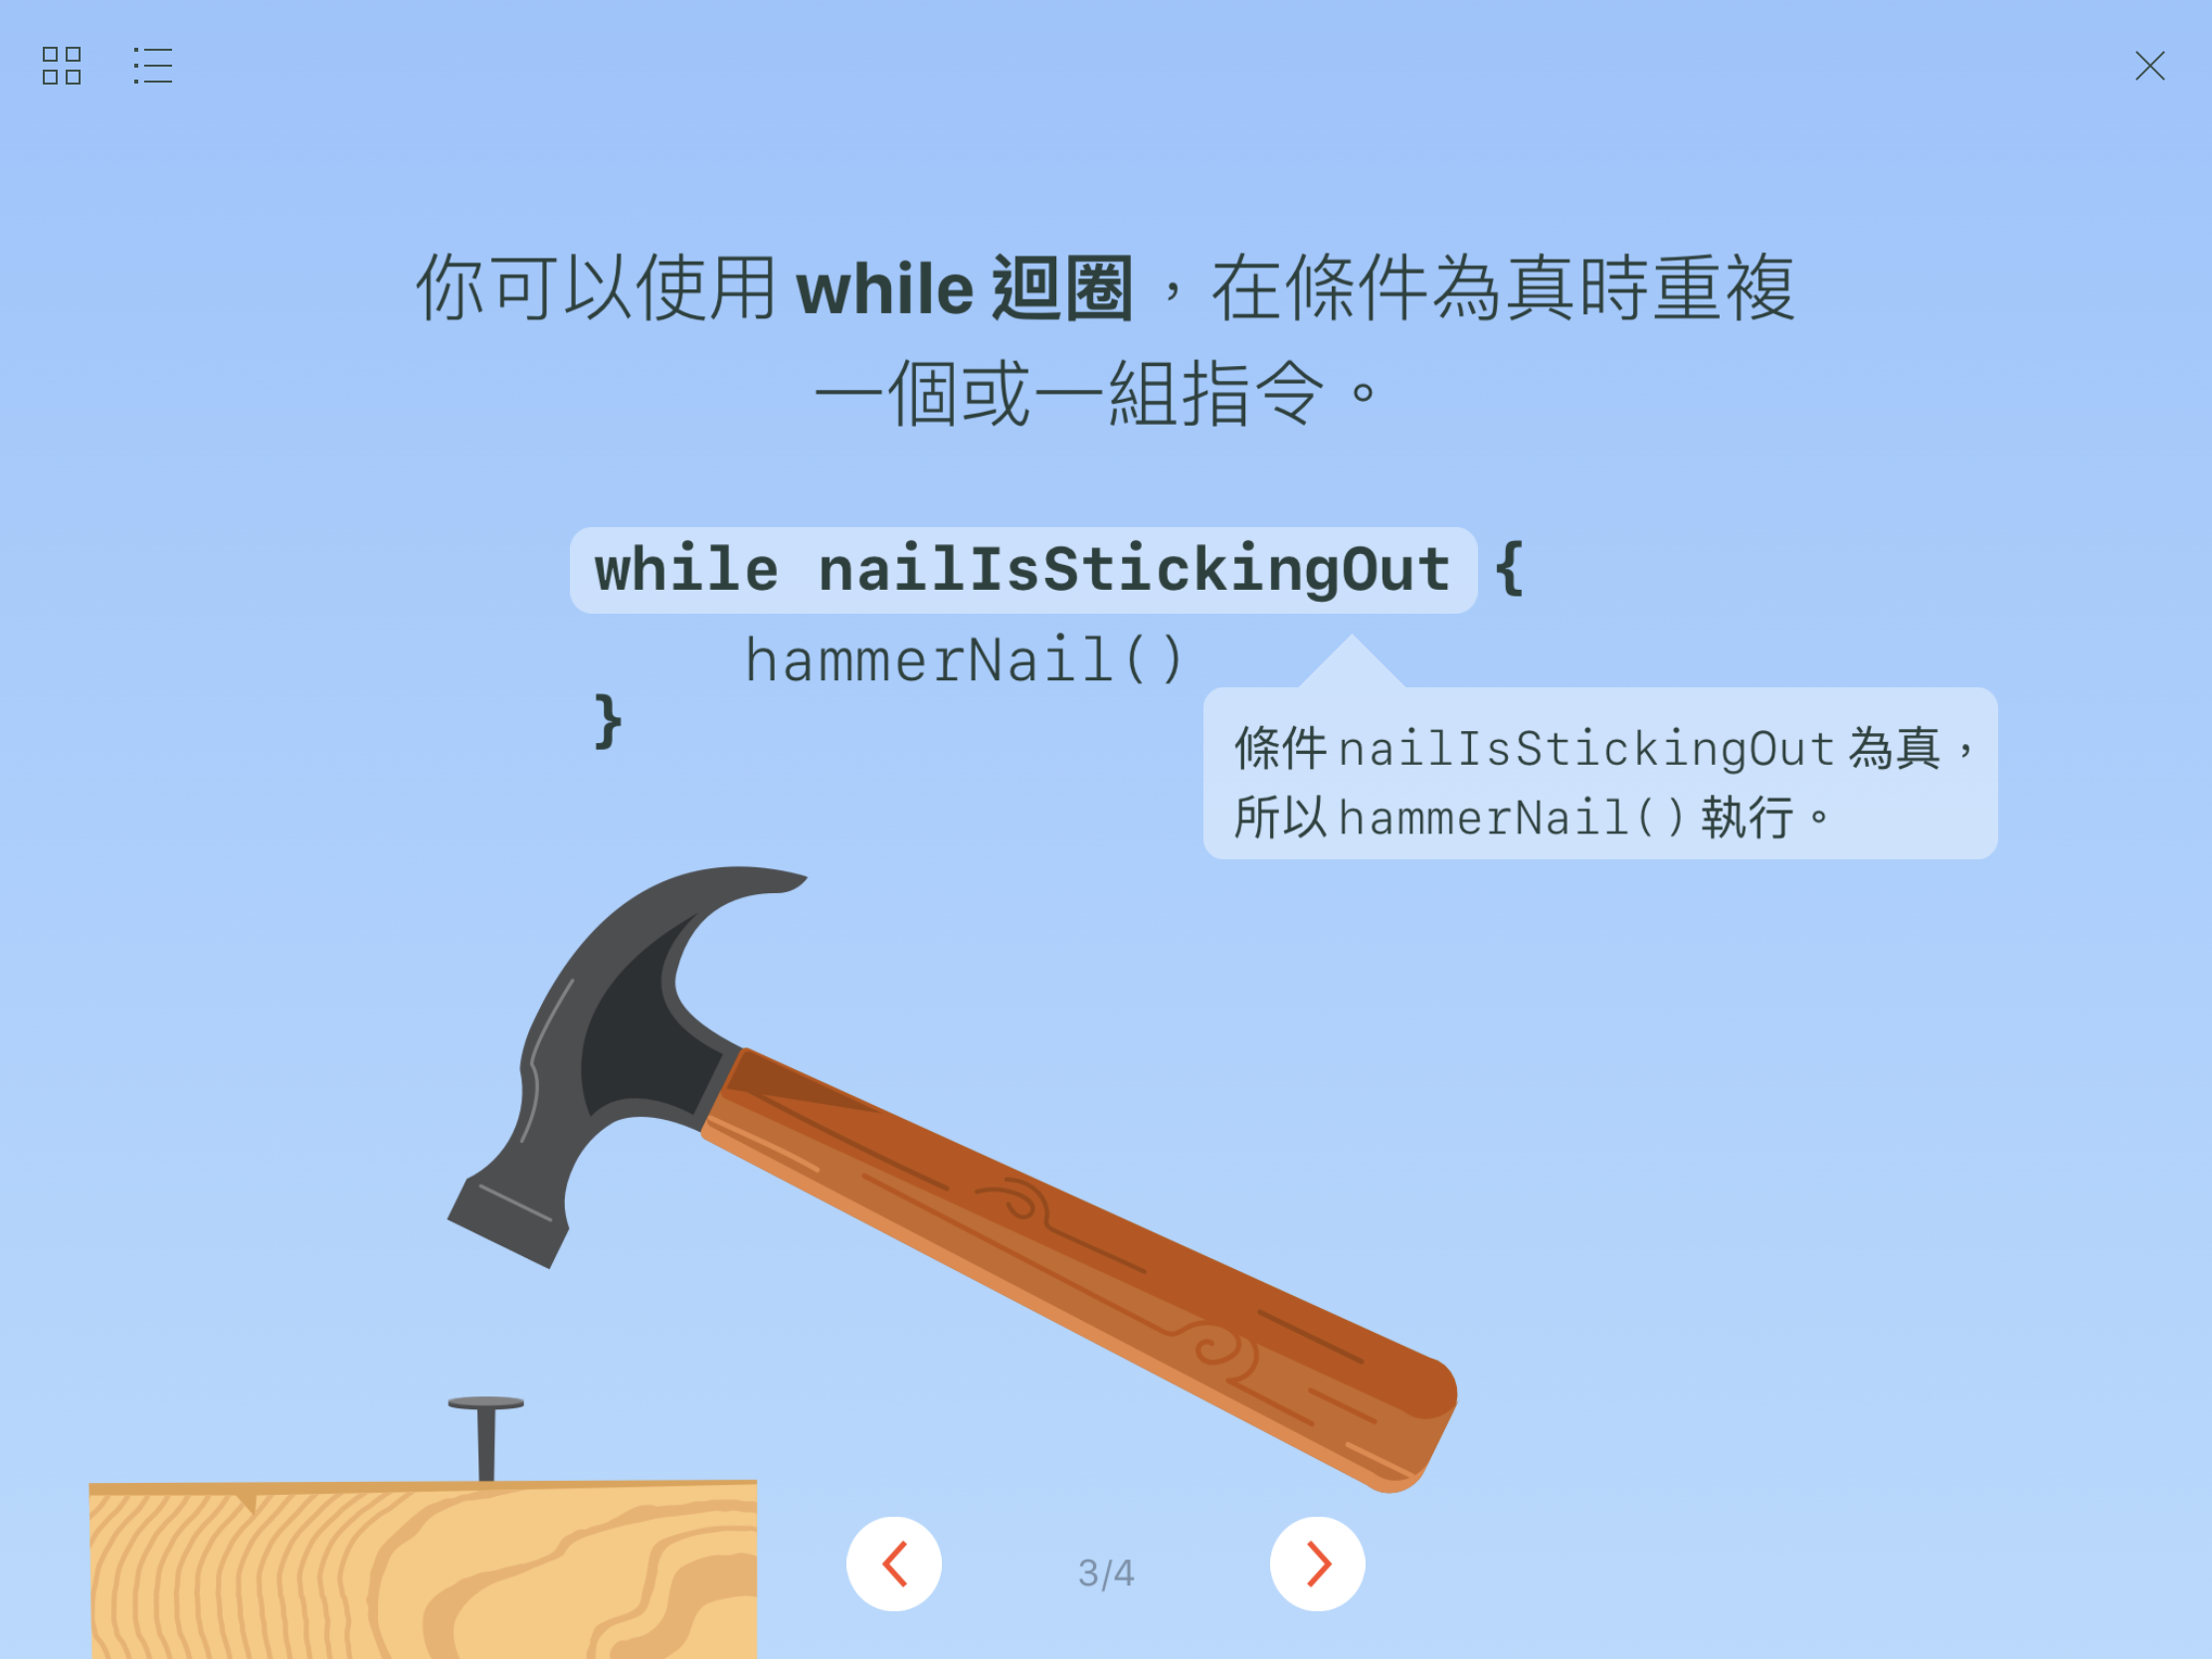 你可以使用 while 迴圈，在條件為真時重複
一個或一組指令。
while nailIsStickingOut {
hammerNail()
}
條件 nailIsStickingOut 為真，
所以 hammerNail() 執行。
3/4